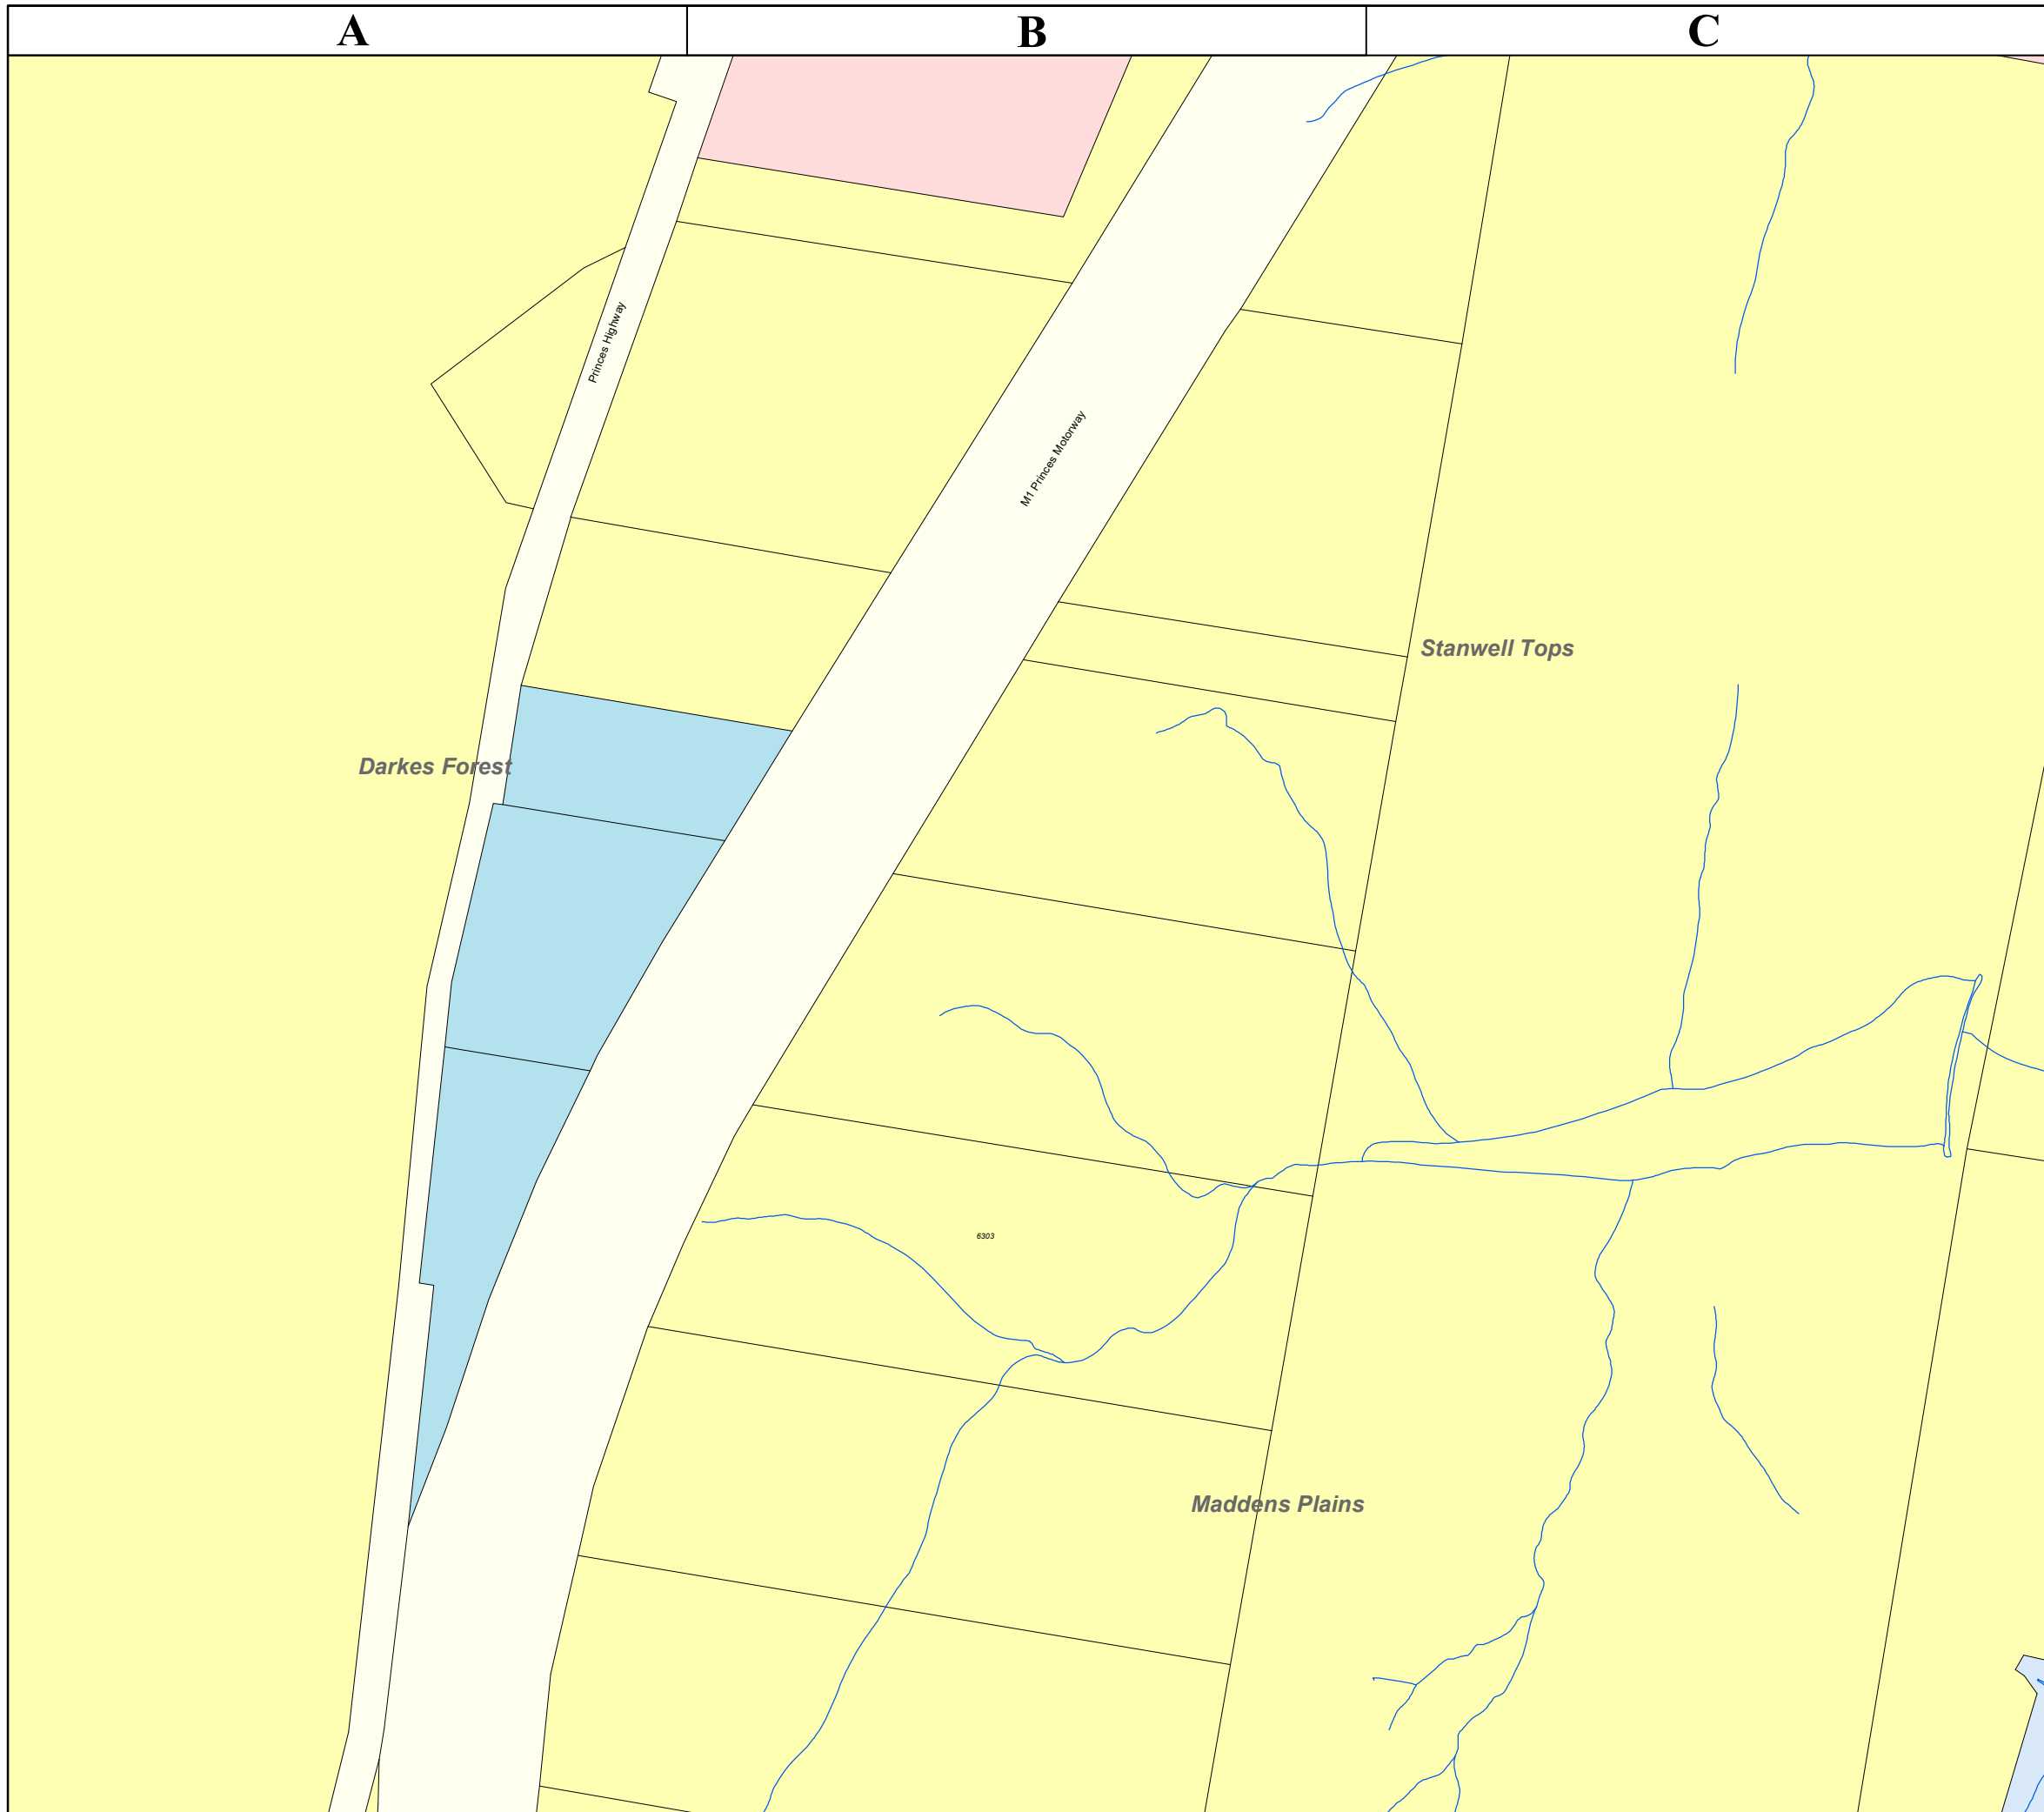 A
B
C
Princes Highway
M1 Princes Motorway
Stanwell Tops
Darkes Forest
6303
Maddens Plains